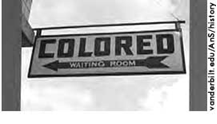 COLORED
WAITING ROOM
vanderbilt.edu/AnS/history